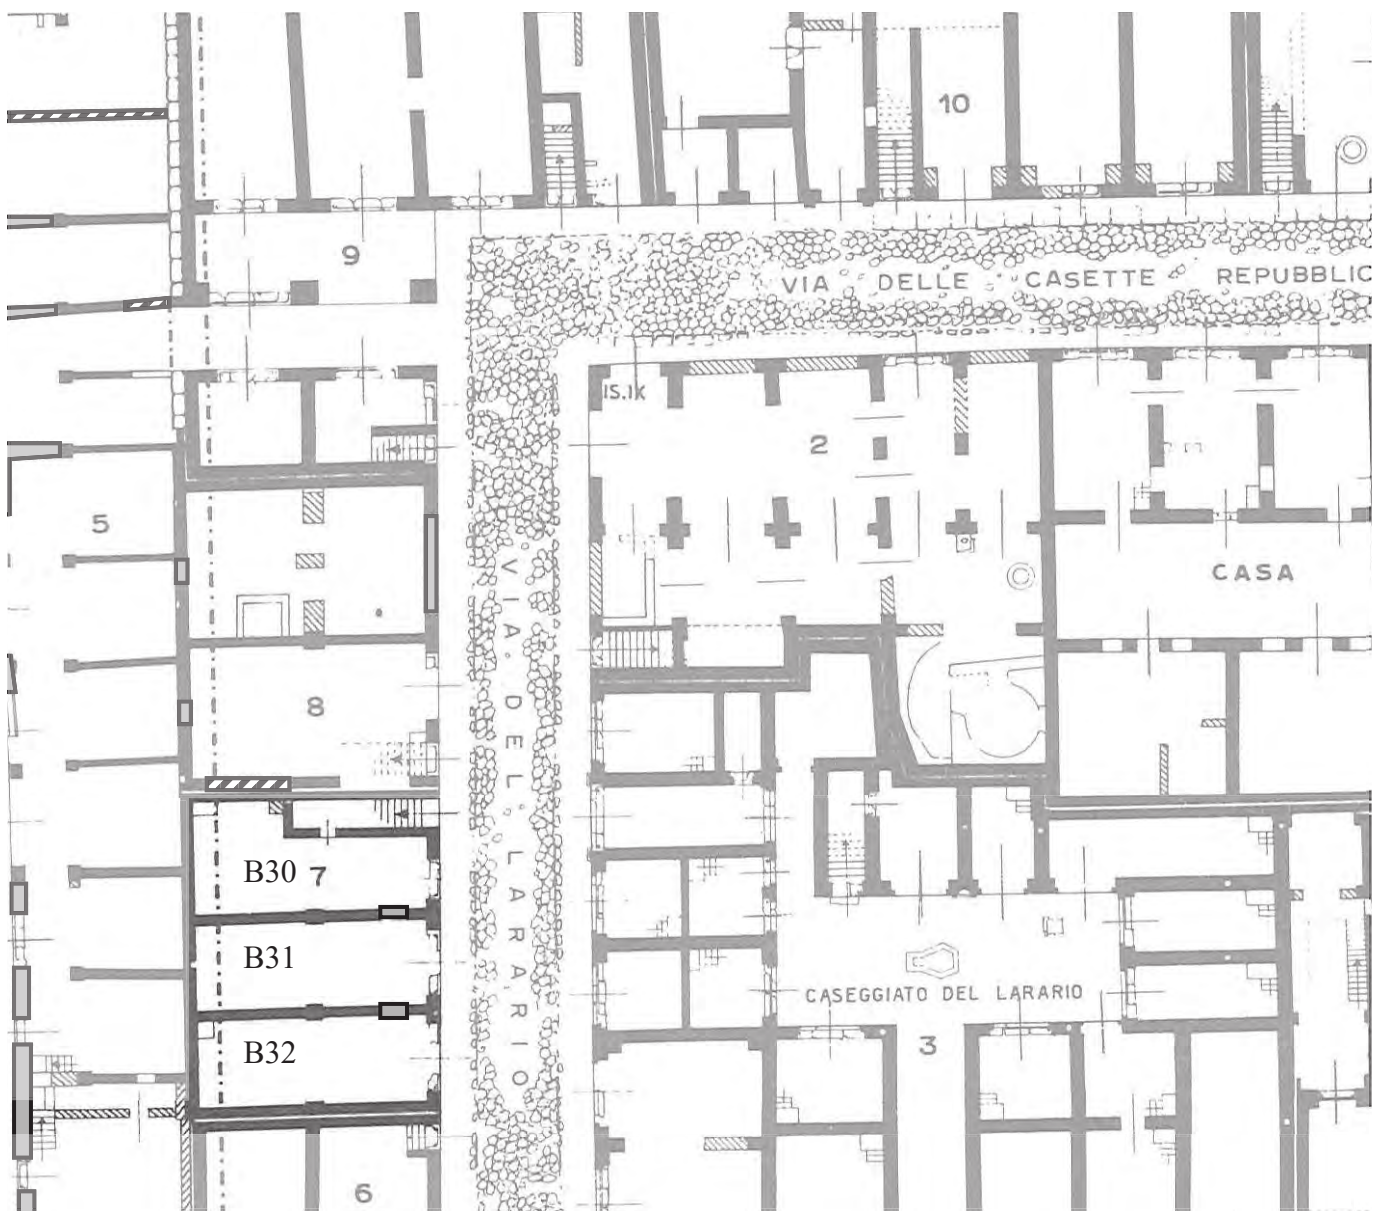 10
9
VIA DELLE CASETTE REPUBBLIC
IS.IX
2
5
CASA
VIA DEL LARARIO
8
B30
7
B31
B32
CASEGGIATO DEL LARARIO
3
6